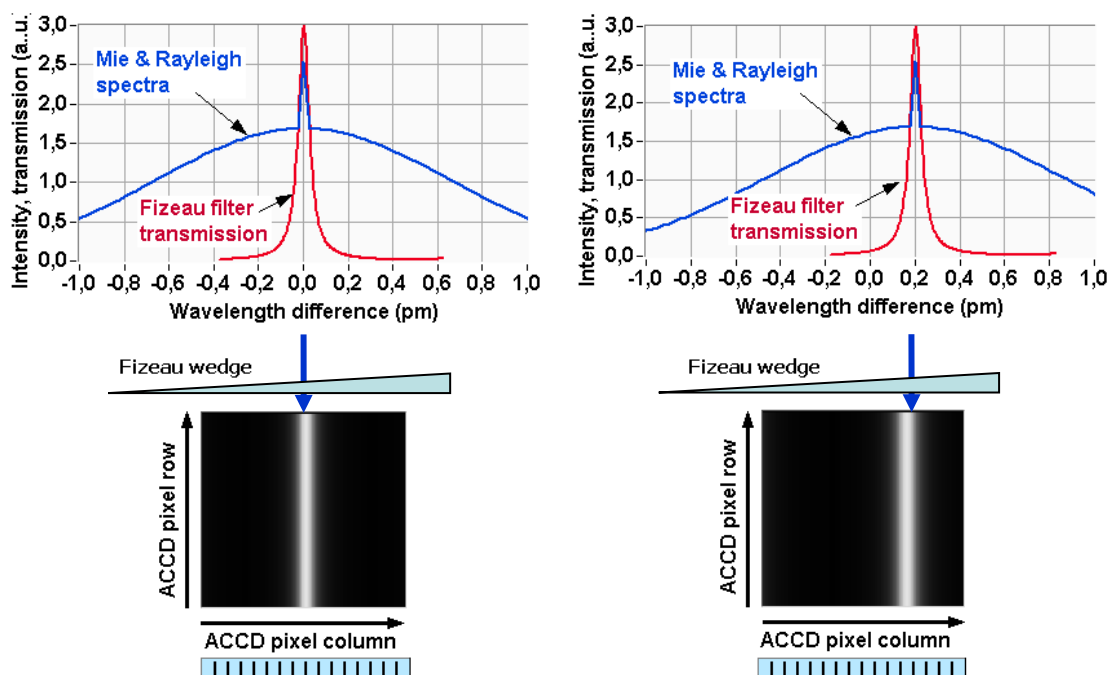 Intensity, transmission (a..u.
3,0
2,5
2,0
1,5
1,0
0,5
0,0
Mie & Rayleigh
spectra
Fizeau filter
transmission
-1,0 -0,8 -0,6 -0,4 -0,2 0,0 0,2 0,4 0,6 0,8 1,0
Wavelength difference (pm)
Fizeau wedge
ACCD pixel row
ACCD pixel column
Intensity, transmission (a..u.
3,0
2,5
2,0
1,5
1,0
0,5
0,0
Mie & Rayleigh
spectra
Fizeau filter
transmission
-1,0 -0,8 -0,6 -0,4 -0,2 0,0 0,2 0,4 0,6 0,8 1,0
Wavelength difference (pm)
Fizeau wedge
ACCD pixel row
ACCD pixel column